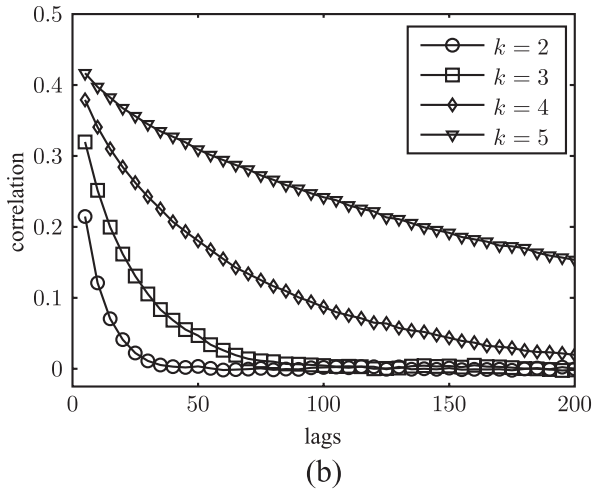 0.5
0.4
0.3
0.2
0.1
0
correlation
k = 2
k = 3
k = 4
k = 5
0 50 100 150 200
lags
(b)